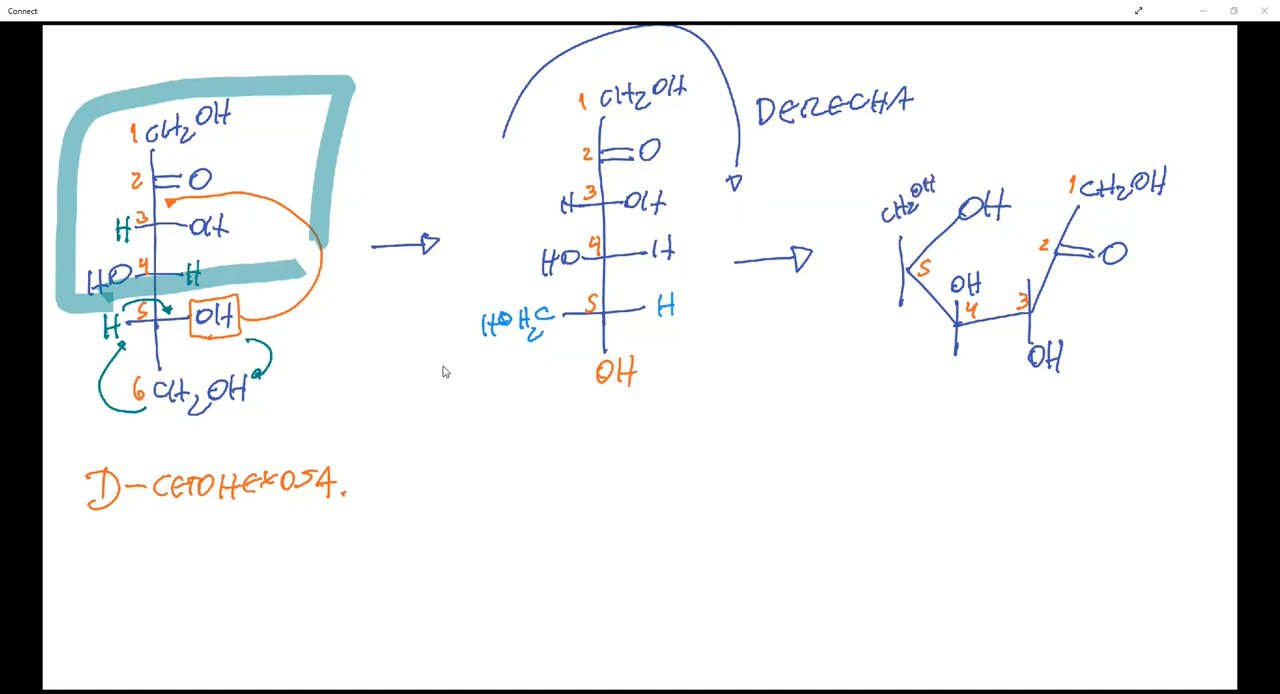 Connect
1 CH2OH
2 =O
H 3 OH
HO 4 H
H 5 OH
6 CH2OH
D-CETOHEXOSA.
1 CH2OH
2 =O
H 3 OH
HO 4 H
HOH2C 5 H
OH
DERECHA
CH2OH OH 1 CH2OH
5 2 =O
OH
4 3
OH